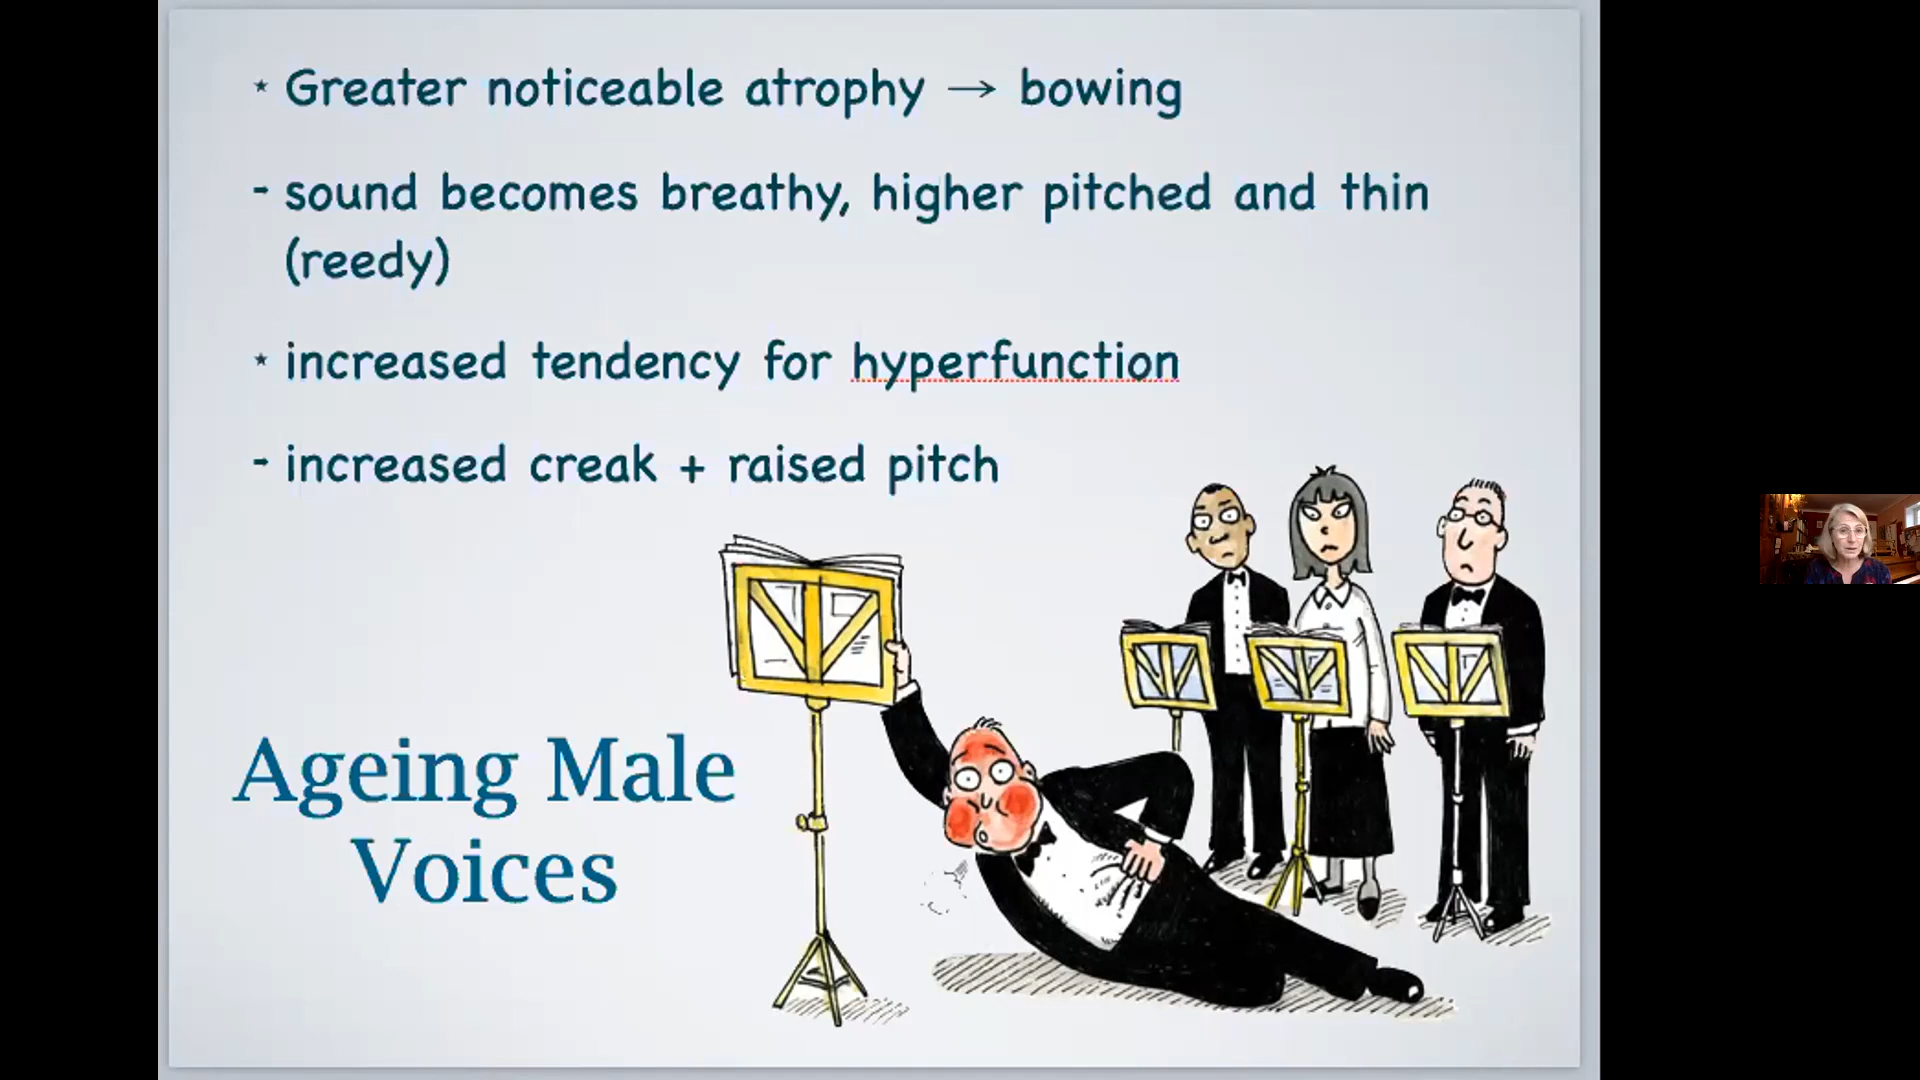 * Greater noticeable atrophy → bowing
- sound becomes breathy, higher pitched and thin
(reedy)
* increased tendency for hyperfunction
- increased creak + raised pitch
Ageing Male
Voices